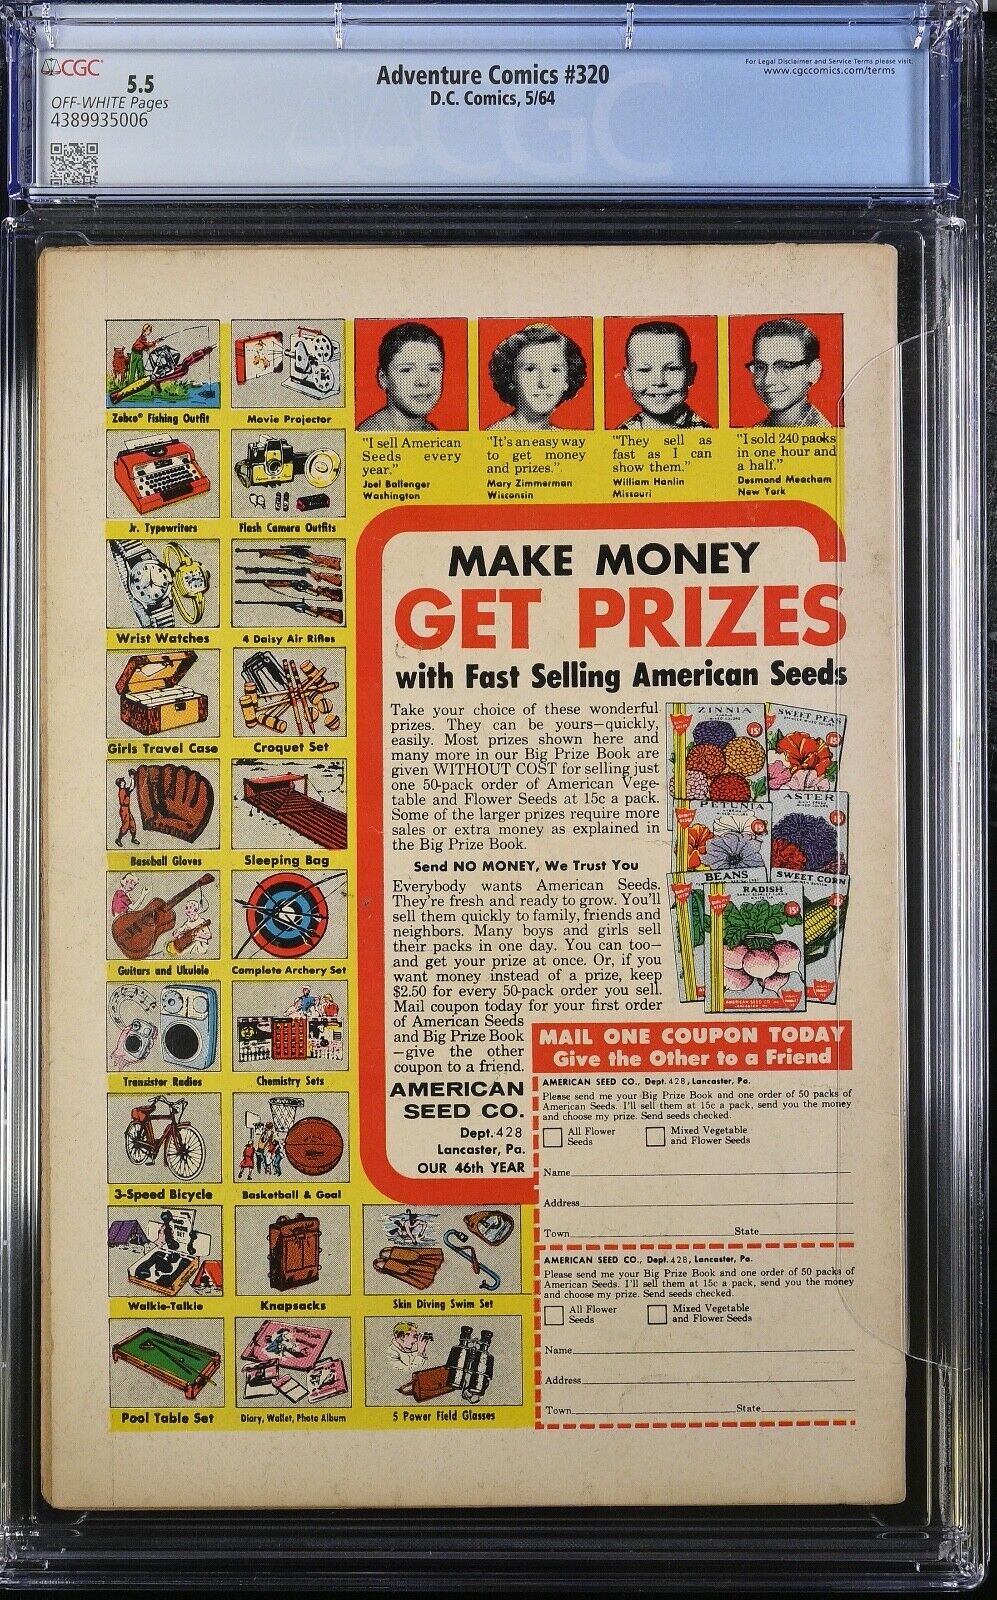 CGC
5.5
OFF-WHITE Pages
4389935006
Adventure Comics #320
D.C. Comics, 5/64
For Legal Disclaimer and Service Terms please visit:
www.cgccomics.com/terms
CGC
Zebco® Fishing Outfit
Movie Projector
Jr. Typewriters
Flash Camera Outfits
Wrist Watches
4 Daisy Air Rifles
Girls Travel Case
Croquet Set
Baseball Gloves
Sleeping Bag
Guitars and Ukulele
Complete Archery Set
Transistor Radios
Chemistry Sets
3-Speed Bicycle
Basketball & Goal
Walkie-Talkie
Knapsacks
Skin Diving Swim Set
Pool Table Set
Diary, Wallet, Photo Album
5 Power Field Glasses
"I sell American
Seeds every
year."
Joel Ballenger
Washington
"It's an easy way
to get money
and prizes."
Mary Zimmerman
Wisconsin
"They sell as
fast as I can
show them."
William Hanlin
Missouri
"I sold 240 packs
in one hour and
a half."
Desmond Meacham
New York
MAKE MONEY
GET PRIZES
with Fast Selling American Seeds
Take your choice of these wonderful
prizes. They can be yours—quickly,
easily. Most prizes shown here and
many more in our Big Prize Book are
given WITHOUT COST for selling just
one 50-pack order of American Vege-
table and Flower Seeds at 15c a pack.
Some of the larger prizes require more
sales or extra money as explained in
the Big Prize Book.
Send NO MONEY, We Trust You
Everybody wants American Seeds.
They're fresh and ready to grow. You'll
sell them quickly to family, friends and
neighbors. Many boys and girls sell
their packs in one day. You can too—
and get your prize at once. Or, if you
want money instead of a prize, keep
$2.50 for every 50-pack order you sell.
Mail coupon today for your first order
of American Seeds
and Big Prize Book
—give the other
coupon to a friend.
AMERICAN
SEED CO.
Dept. 428
Lancaster, Pa.
OUR 46th YEAR
ZINNIA
15¢
SWEET PEAS
15¢
PETUNIA
15¢
ASTER
15¢
BEANS
SWEET CORN
RADISH
15¢
AMERICAN SEED CO.
MAIL ONE COUPON TODAY
Give the Other to a Friend
AMERICAN SEED CO., Dept. 428, Lancaster, Pa.
Please send me your Big Prize Book and one order of 50 packs of
American Seeds. I'll sell them at 15c a pack, send you the money
and choose my prize. Send seeds checked.
All Flower
Seeds
Mixed Vegetable
and Flower Seeds
Name
Address
Town State
AMERICAN SEED CO., Dept. 428, Lancaster, Pa.
Please send me your Big Prize Book and one order of 50 packs of
American Seeds. I'll sell them at 15c a pack, send you the money
and choose my prize. Send seeds checked.
All Flower
Seeds
Mixed Vegetable
and Flower Seeds
Name
Address
Town State